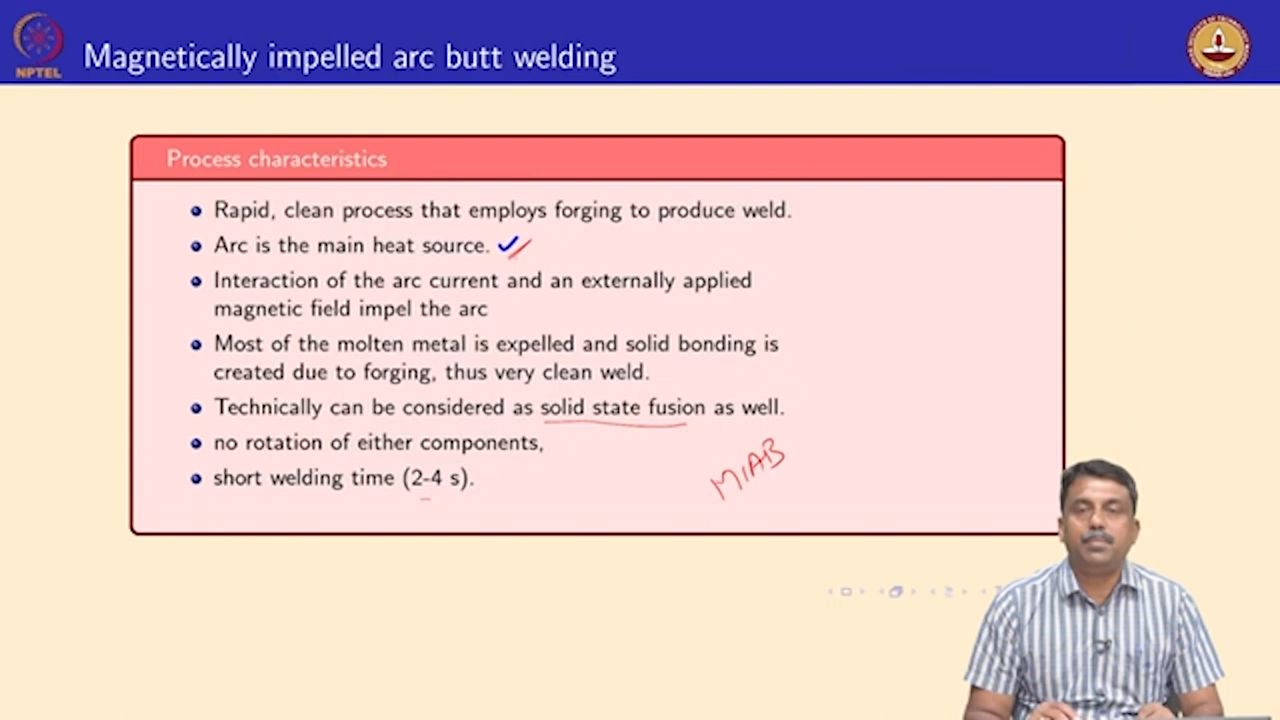 NPTEL
Magnetically impelled arc butt welding
Process characteristics
Rapid, clean process that employs forging to produce weld.
Arc is the main heat source.
Interaction of the arc current and an externally applied
magnetic field impel the arc
Most of the molten metal is expelled and solid bonding is
created due to forging, thus very clean weld.
Technically can be considered as solid state fusion as well.
no rotation of either components,
short welding time (2-4 s).
MIAB